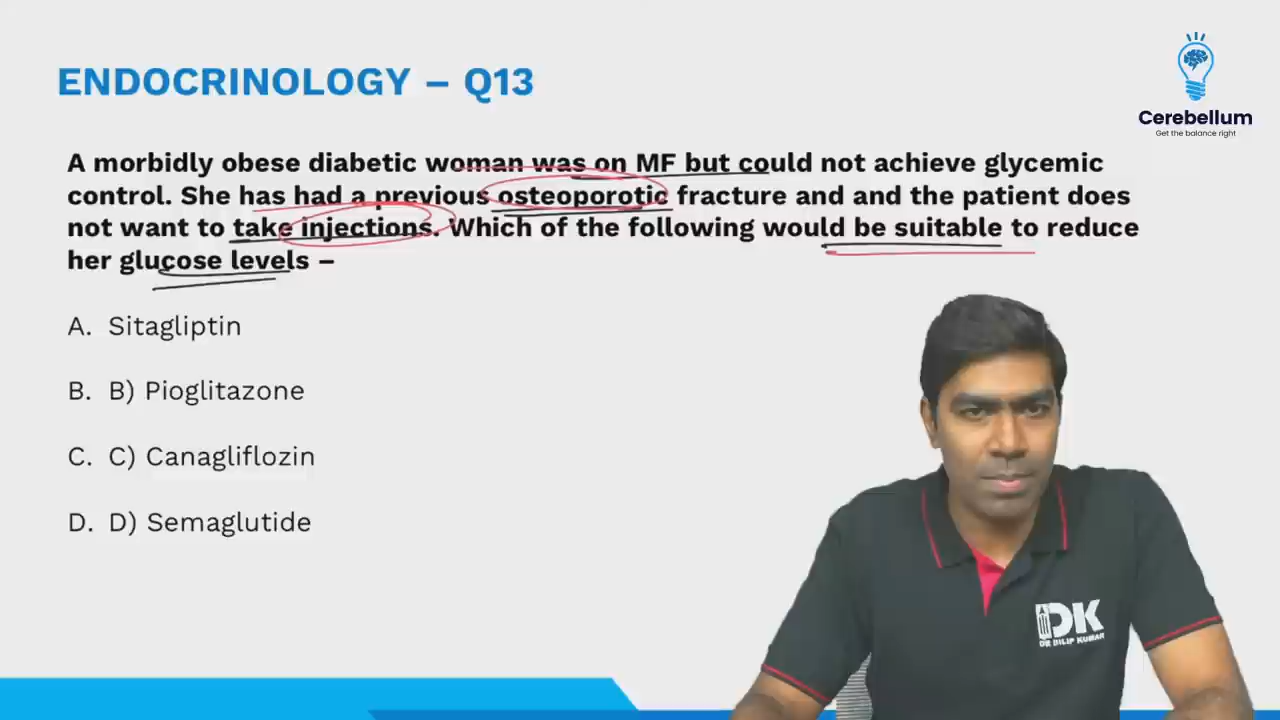 ENDOCRINOLOGY – Q13
Cerebellum
Get the balance right
A morbidly obese diabetic woman was on MF but could not achieve glycemic
control. She has had a previous osteoporotic fracture and and the patient does
not want to take injections. Which of the following would be suitable to reduce
her glucose levels –
A. Sitagliptin
B. B) Pioglitazone
C. C) Canagliflozin
D. D) Semaglutide
DK
DR DILIP KUMAR